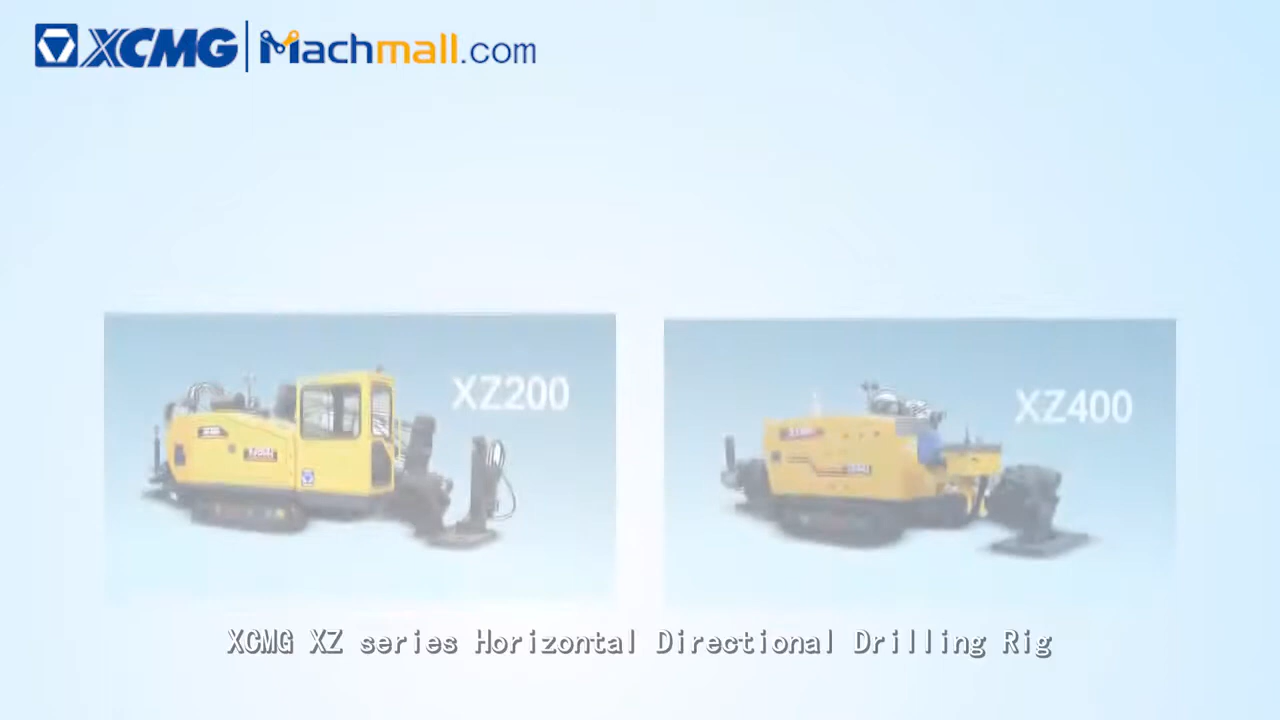 XCMG Machmall.com
XZ200
XZ400
XCMG XZ series Horizontal Directional Drilling Rig